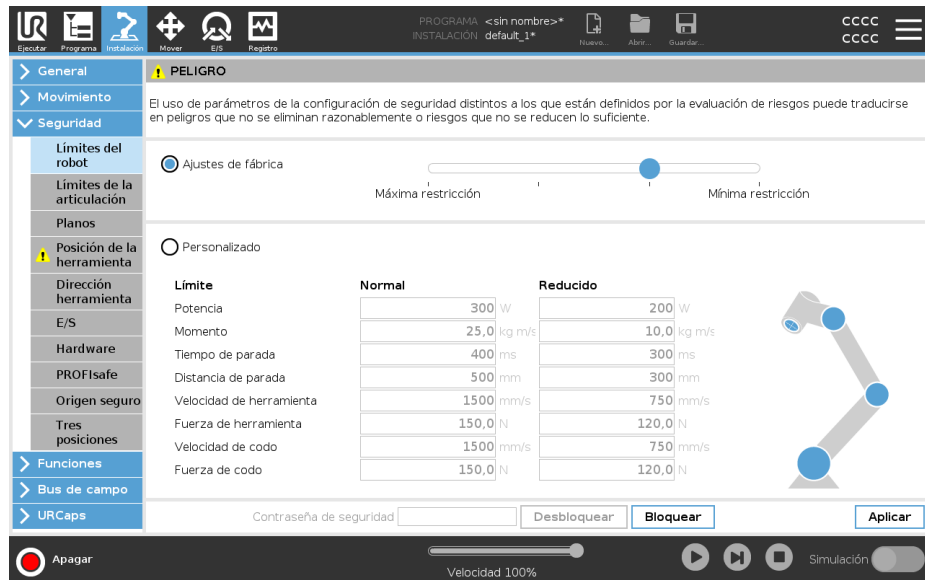 PROGRAMA <sin nombre>*
INSTALACIÓN default_1*
cccc
cccc
Ejecutar Programa Instalación Mover E/S Registro Nuevo... Abrir... Guardar...
General
Movimiento
Seguridad
Límites del robot
Límites de la articulación
Planos
Posición de la herramienta
Dirección herramienta
E/S
Hardware
PROFIsafe
Origen seguro
Tres posiciones
Funciones
Bus de campo
URCaps
PELIGRO
El uso de parámetros de la configuración de seguridad distintos a los que están definidos por la evaluación de riesgos puede traducirse
en peligros que no se eliminan razonablemente o riesgos que no se reducen lo suficiente.
Ajustes de fábrica
Máxima restricción Mínima restricción
Personalizado
Límite Normal Reducido
Potencia 300 W 200 W
Momento 25,0 kg m/s 10,0 kg m/s
Tiempo de parada 400 ms 300 ms
Distancia de parada 500 mm 300 mm
Velocidad de herramienta 1500 mm/s 750 mm/s
Fuerza de herramienta 150,0 N 120,0 N
Velocidad de codo 1500 mm/s 750 mm/s
Fuerza de codo 150,0 N 120,0 N
Contraseña de seguridad Desbloquear Bloquear Aplicar
Apagar Velocidad 100% Simulación